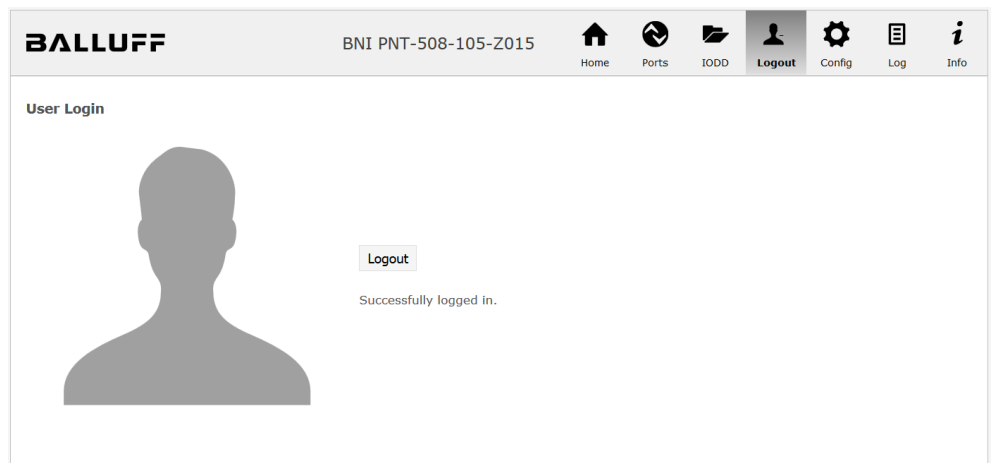 BALLUFF
BNI PNT-508-105-Z015
Home Ports IODD Logout Config Log Info
User Login
Logout
Successfully logged in.